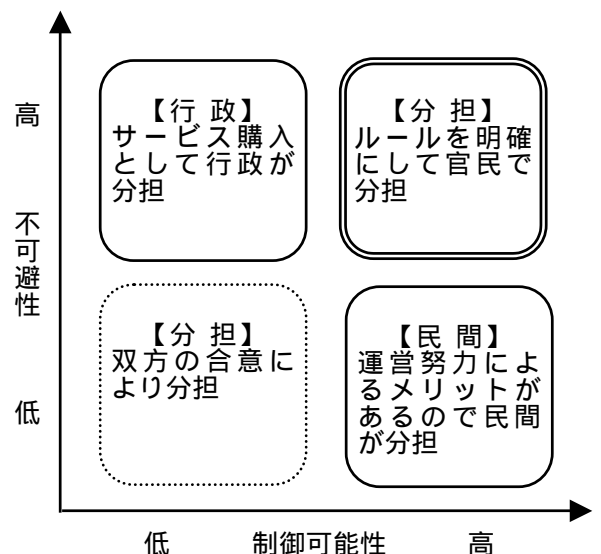 高
不可避性
低
【行 政】
サービス購入
として行政が
分担
【分 担】
ルールを明確
にして官民で
分担
【分 担】
双方の合意に
より分担
【民 間】
運営努力によ
るメリットが
あるので民間
が分担
低 制御可能性 高